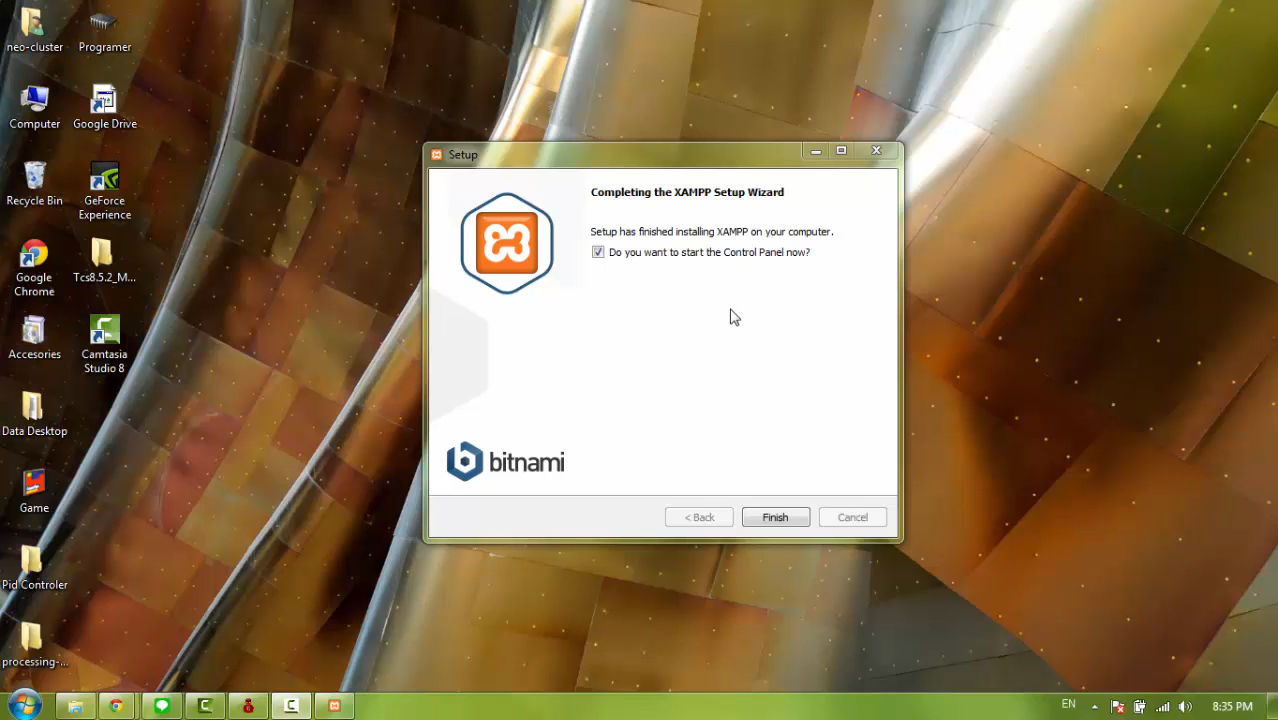 neo-cluster
Programer
Computer
Google Drive
Recycle Bin
GeForce
Experience
Google
Chrome
Tcs8.5.2_M...
Accesories
Camtasia
Studio 8
Data Desktop
Game
Pid Controler
processing-...
Setup
Completing the XAMPP Setup Wizard
Setup has finished installing XAMPP on your computer.
Do you want to start the Control Panel now?
bitnami
< Back
Finish
Cancel
EN
8:35 PM